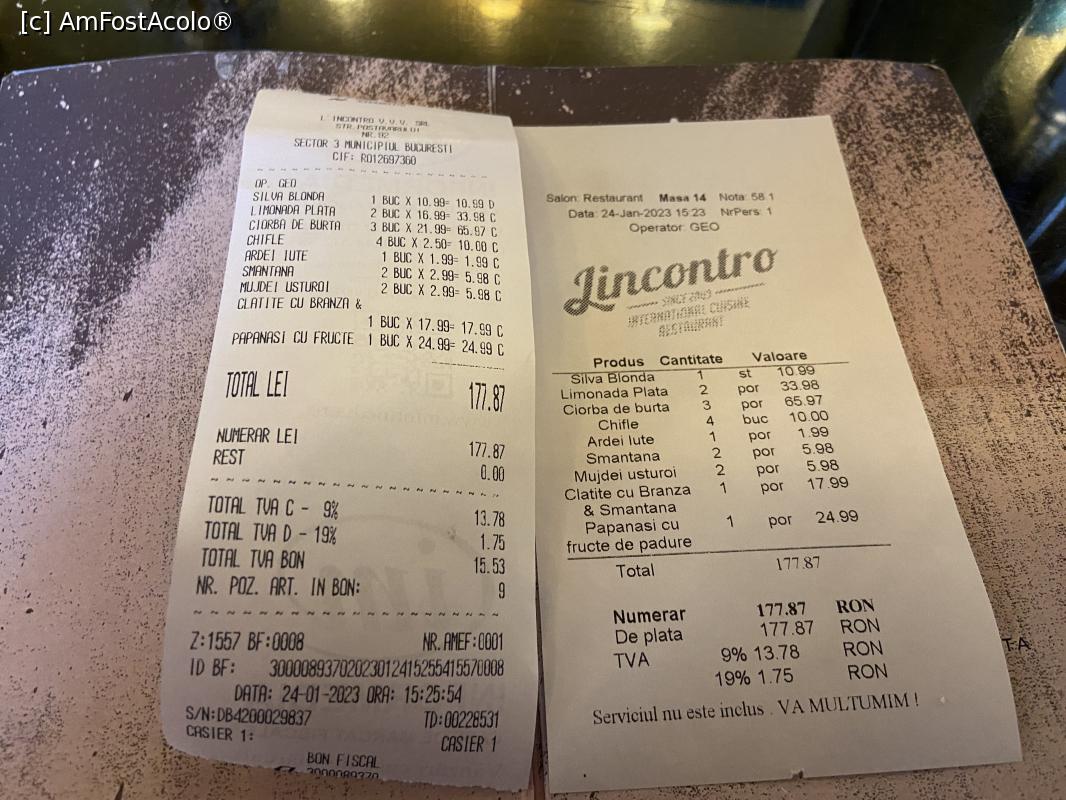 [c] AmFostAcolo®
L'INCONTRO V.V.V. SRL
STR.POSTAVARULUI
NR.92
SECTOR 3 MUNICIPIUL BUCURESTI
CIF: RO12697360
OP. GEO
SILVA BLONDA 1 BUC X 10.99= 10.99 D
LIMONADA PLATA 2 BUC X 16.99= 33.98 C
CIORBA DE BURTA 3 BUC X 21.99= 65.97 C
CHIFLE 4 BUC X 2.50= 10.00 C
ARDEI IUTE 1 BUC X 1.99= 1.99 C
SMANTANA 2 BUC X 2.99= 5.98 C
MUJDEI USTUROI 2 BUC X 2.99= 5.98 C
CLATITE CU BRANZA &
1 BUC X 17.99= 17.99 C
PAPANASI CU FRUCTE 1 BUC X 24.99= 24.99 C
TOTAL LEI 177.87
NUMERAR LEI 177.87
REST 0.00
TOTAL TVA C - 9% 13.78
TOTAL TVA D - 19% 1.75
TOTAL TVA BON 15.53
NR. POZ. ART. IN BON: 9
Z:1557 BF:0008 NR.AMEF:0001
ID BF: 30000893702023012415255415570008
DATA: 24-01-2023 ORA: 15:25:54
S/N:DB4200029837 TD:00228531
CASIER 1: CASIER 1
BON FISCAL
3000089370
Salon: Restaurant Masa 14 Nota: 58.1
Data: 24-Jan-2023 15:23 NrPers: 1
Operator: GEO
Lincontro
SINCE 2003
INTERNATIONAL CUISINE
RESTAURANT
Produs Cantitate Valoare
Silva Blonda 1 st 10.99
Limonada Plata 2 por 33.98
Ciorba de burta 3 por 65.97
Chifle 4 buc 10.00
Ardei Iute 1 por 1.99
Smantana 2 por 5.98
Mujdei usturoi 2 por 5.98
Clatite cu Branza 1 por 17.99
& Smantana
Papanasi cu 1 por 24.99
fructe de padure
Total 177.87
Numerar 177.87 RON
De plata 177.87 RON
TVA 9% 13.78 RON
19% 1.75 RON
Serviciul nu este inclus . VA MULTUMIM !